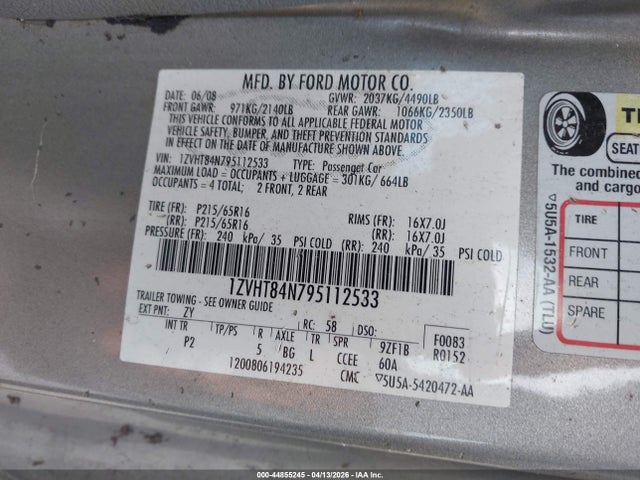 MFD. BY FORD MOTOR CO.
DATE: 06/08 GVWR: 2037KG/4490LB
FRONT GAWR: 971KG/2140LB REAR GAWR: 1066KG/2350LB
THIS VEHICLE CONFORMS TO ALL APPLICABLE FEDERAL MOTOR
VEHICLE SAFETY, BUMPER, AND THEFT PREVENTION STANDARDS
IN EFFECT ON THE DATE OF MANUFACTURE SHOWN ABOVE.
VIN: 1ZVHT84N795112533 TYPE: Passenger Car
MAXIMUM LOAD = OCCUPANTS + LUGGAGE = 301KG/664LB
OCCUPANTS = 4 TOTAL; 2 FRONT, 2 REAR
TIRE (FR): P215/65R16 RIMS (FR): 16X7.0J
(RR): P215/65R16 (RR): 16X7.0J
PRESSURE (FR): 240 kPa/ 35 PSI COLD (RR): 240 kPa/ 35 PSI COLD
1ZVHT84N795112533
TRAILER TOWING - SEE OWNER GUIDE
EXT PNT: ZY RC: 58 DSO: F0083
INT TR TP/PS R AXLE TR SPR 9ZF1B R0152
P2 5 BG L CCEE 60A
1200806194235 CMC ▽5U5A-5420472-AA
SEAT
The combined
and cargo
TIRE
FRONT
REAR
SPARE
▽5U5A-1532-AA (TLU)
000-44855245 - 04/13/2026 - IAAI.CA